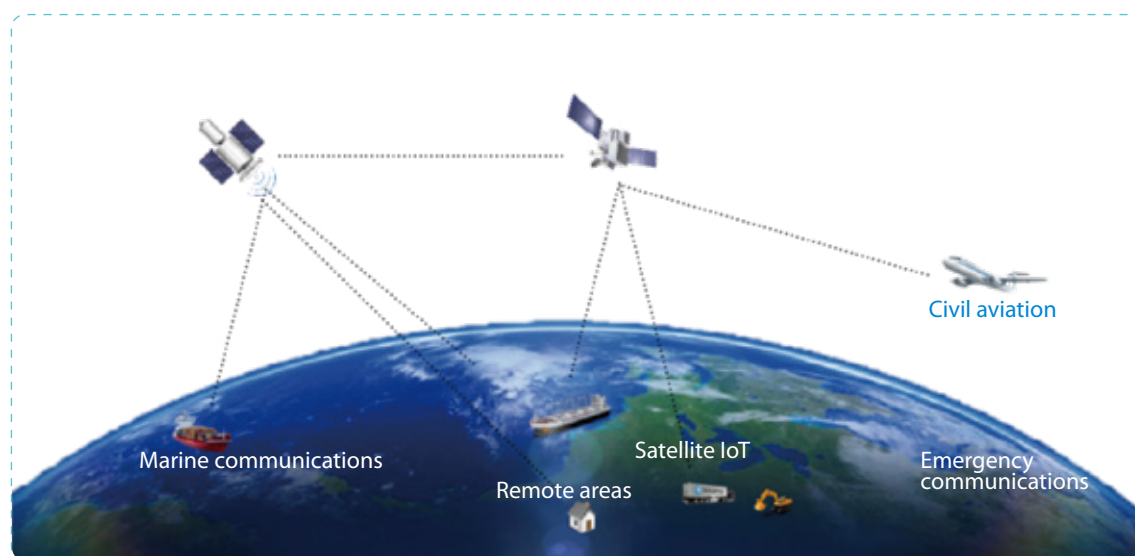 Civil aviation
Marine communications
Satellite IoT
Emergency
communications
Remote areas